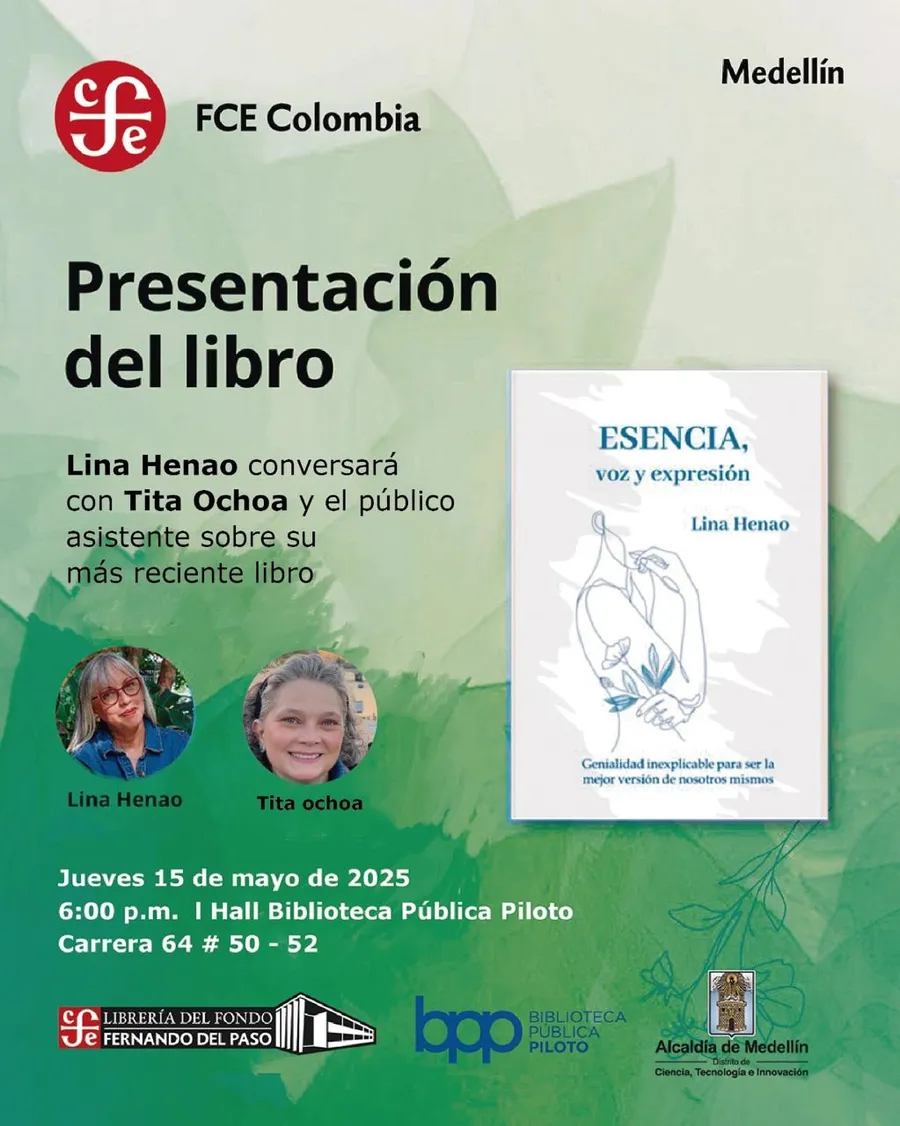 cfe
FCE Colombia
Medellín
Presentación
del libro
Lina Henao conversará
con Tita Ochoa y el público
asistente sobre su
más reciente libro
ESENCIA,
voz y expresión
Lina Henao
Genialidad inexplicable para ser la
mejor versión de nosotros mismos
Lina Henao
Tita ochoa
Jueves 15 de mayo de 2025
6:00 p.m. l Hall Biblioteca Pública Piloto
Carrera 64 # 50 - 52
cfe
LIBRERÍA DEL FONDO
FERNANDO DEL PASO
bpp
BIBLIOTECA
PÚBLICA
PILOTO
Alcaldía de Medellín
Distrito de
Ciencia, Tecnología e Innovación